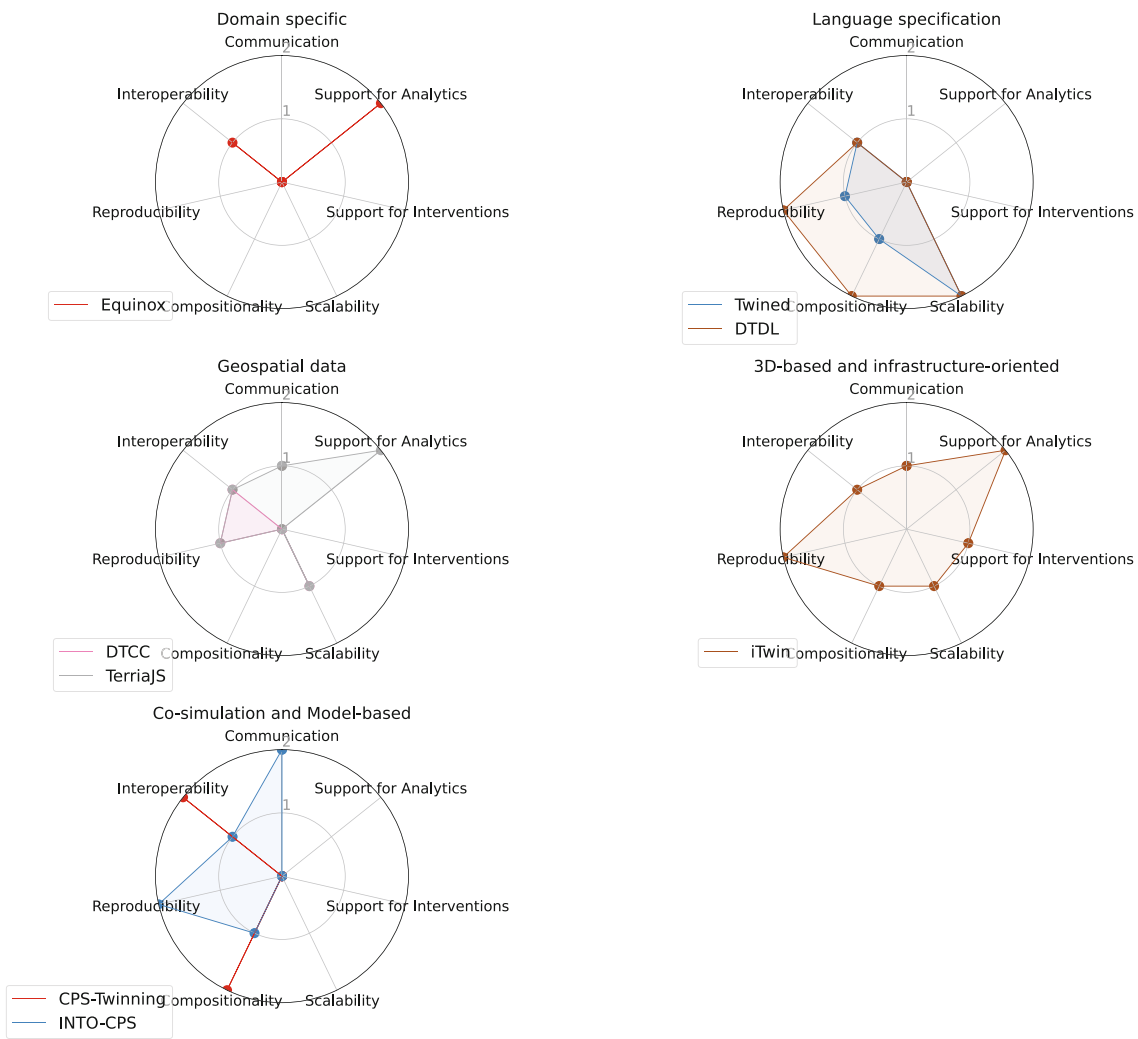 Domain specific
Communication
2
1
Interoperability
Support for Analytics
Reproducibility
Support for Interventions
Compositionality
Scalability
Equinox
Language specification
Communication
2
1
Interoperability
Support for Analytics
Reproducibility
Support for Interventions
Compositionality
Scalability
Twined
DTDL
Geospatial data
Communication
2
1
Interoperability
Support for Analytics
Reproducibility
Support for Interventions
Compositionality
Scalability
DTCC
TerriaJS
3D-based and infrastructure-oriented
Communication
2
1
Interoperability
Support for Analytics
Reproducibility
Support for Interventions
Compositionality
Scalability
iTwin
Co-simulation and Model-based
Communication
2
1
Interoperability
Support for Analytics
Reproducibility
Support for Interventions
Compositionality
Scalability
CPS-Twinning
INTO-CPS